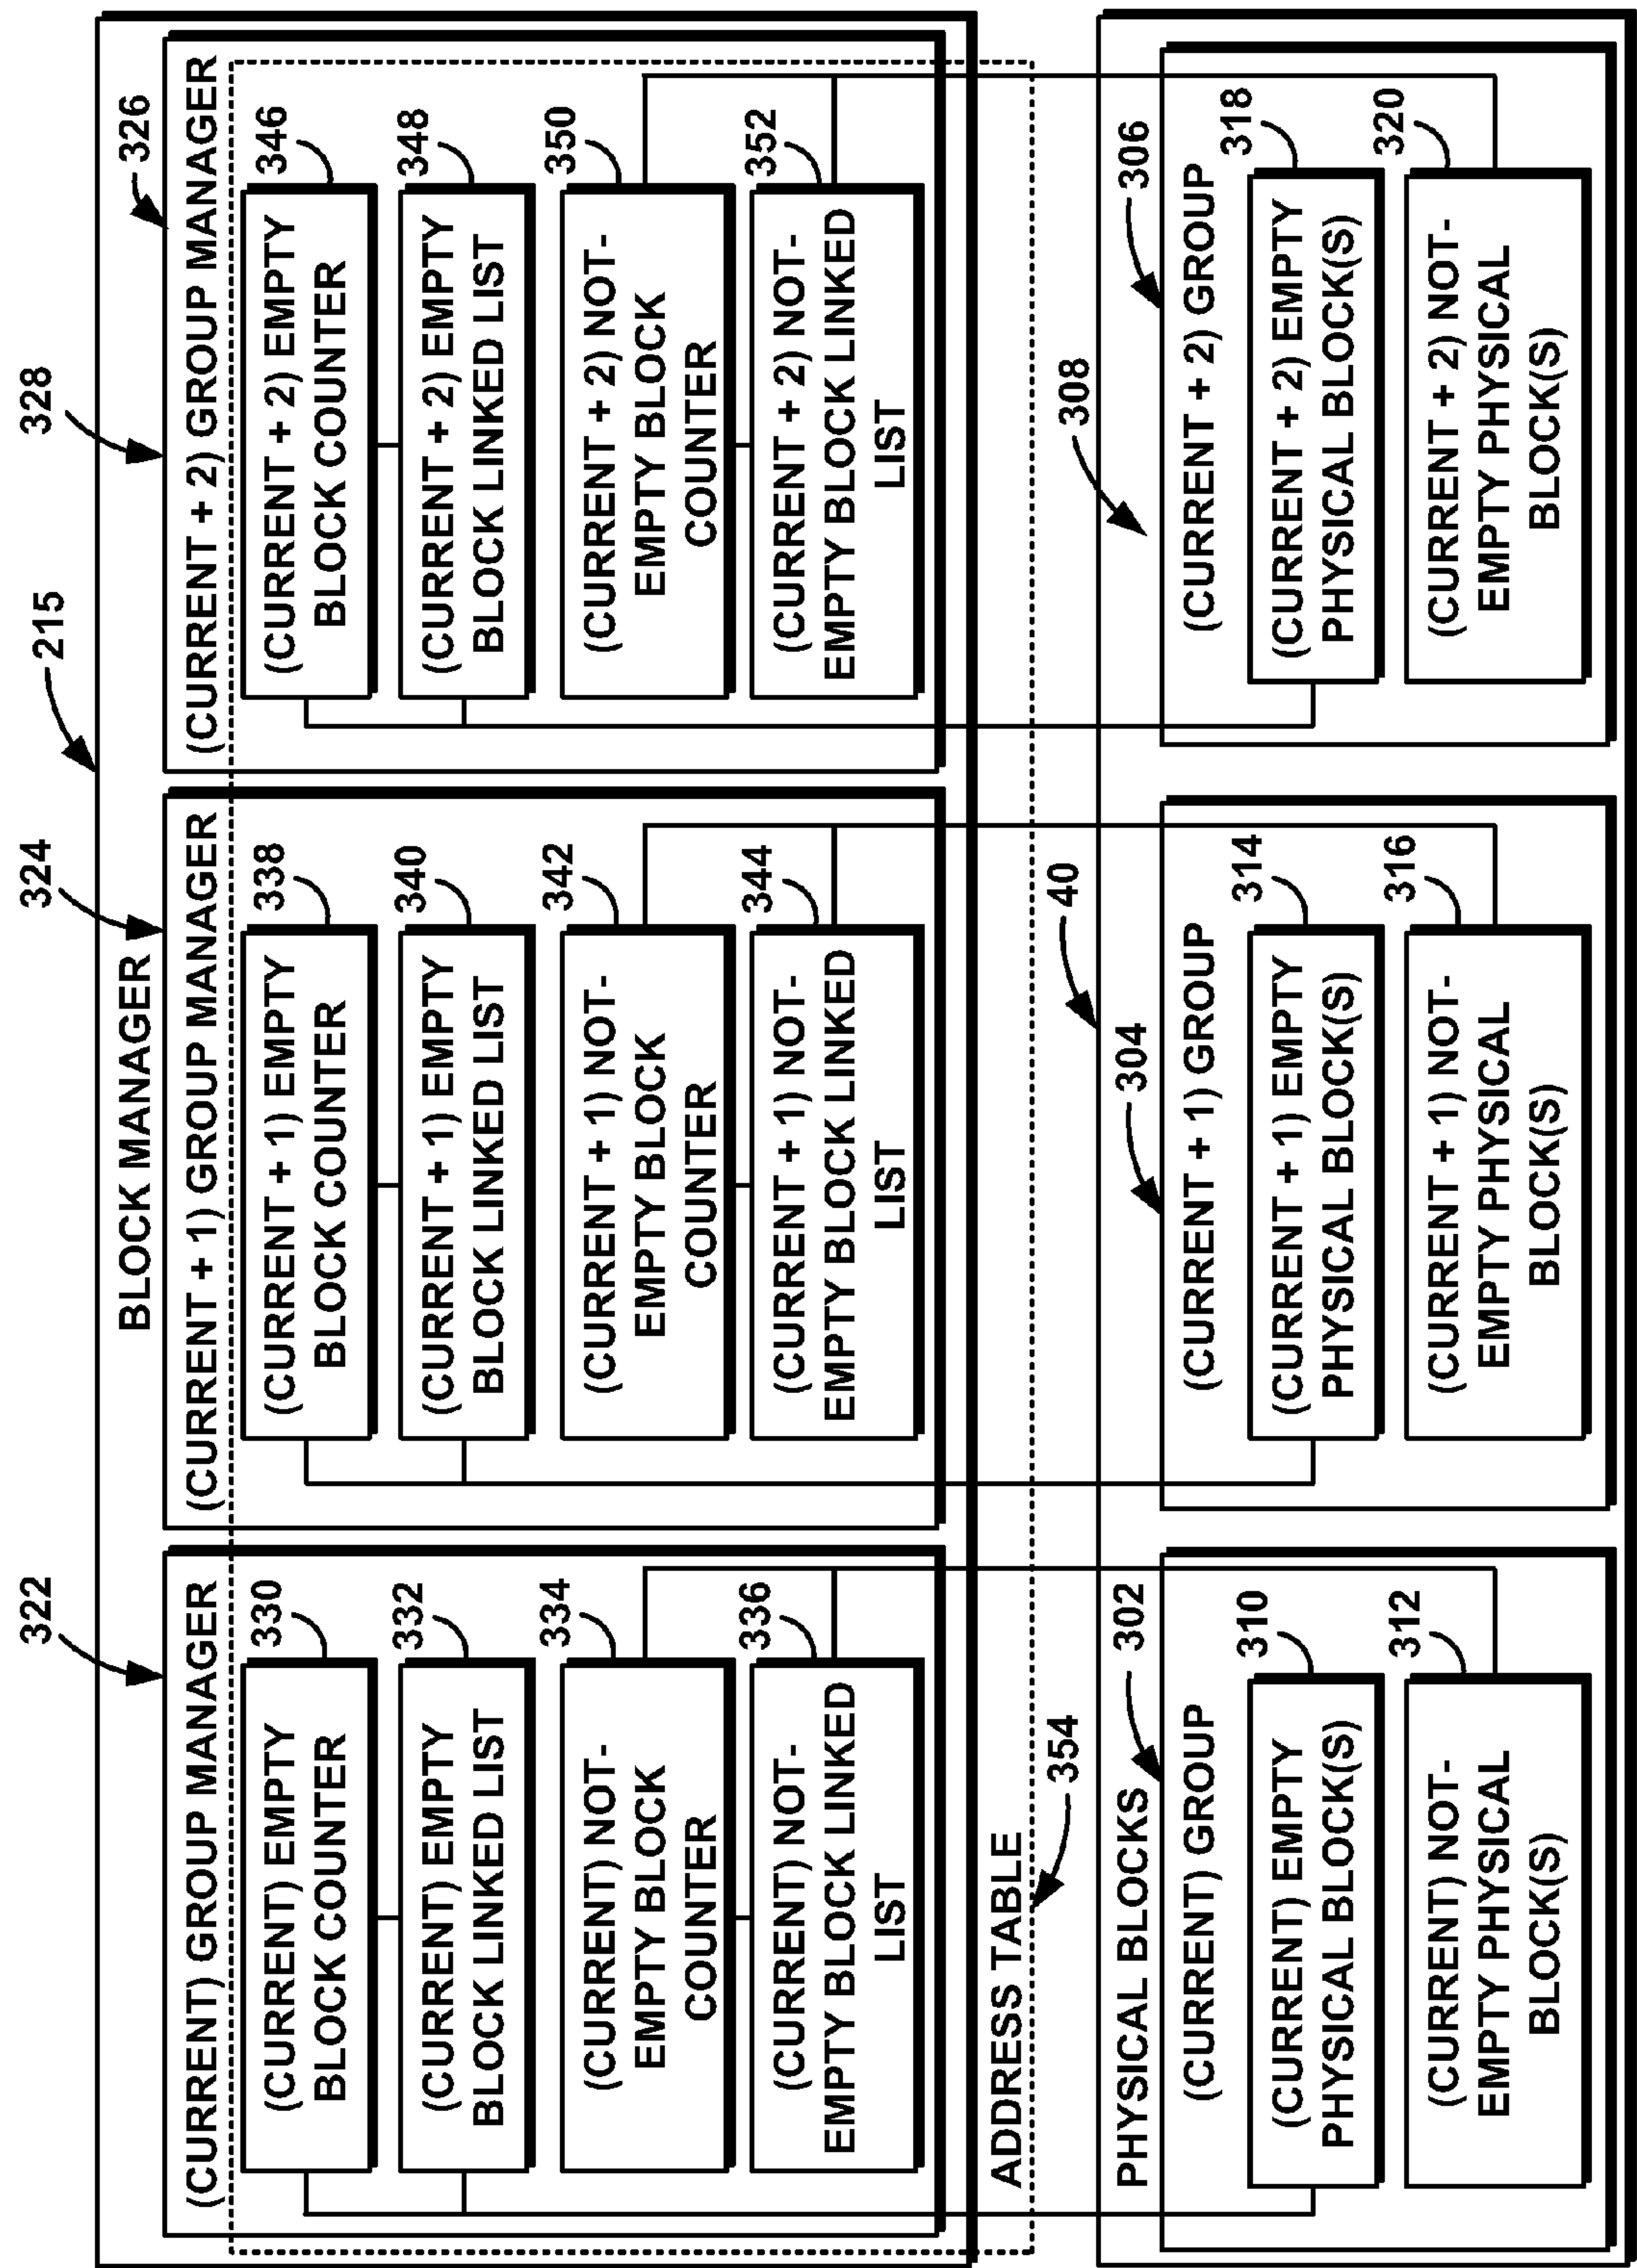 322
324
215
328
326
BLOCK MANAGER
(CURRENT) GROUP MANAGER
(CURRENT) EMPTY
BLOCK COUNTER
330
(CURRENT) EMPTY
BLOCK LINKED LIST
332
(CURRENT) NOT-
EMPTY BLOCK
COUNTER
334
(CURRENT) NOT-
EMPTY BLOCK LINKED
LIST
336
(CURRENT + 1) GROUP MANAGER
(CURRENT + 1) EMPTY
BLOCK COUNTER
338
(CURRENT + 1) EMPTY
BLOCK LINKED LIST
340
(CURRENT + 1) NOT-
EMPTY BLOCK
COUNTER
342
(CURRENT + 1) NOT-
EMPTY BLOCK LINKED
LIST
344
(CURRENT + 2) GROUP MANAGER
(CURRENT + 2) EMPTY
BLOCK COUNTER
346
(CURRENT + 2) EMPTY
BLOCK LINKED LIST
348
(CURRENT + 2) NOT-
EMPTY BLOCK
COUNTER
350
(CURRENT + 2) NOT-
EMPTY BLOCK LINKED
LIST
352
ADDRESS TABLE
354
40
308
PHYSICAL BLOCKS
302
304
306
(CURRENT) GROUP
(CURRENT) EMPTY
PHYSICAL BLOCK(S)
310
(CURRENT) NOT-
EMPTY PHYSICAL
BLOCK(S)
312
(CURRENT + 1) GROUP
(CURRENT + 1) EMPTY
PHYSICAL BLOCK(S)
314
(CURRENT + 1) NOT-
EMPTY PHYSICAL
BLOCK(S)
316
(CURRENT + 2) GROUP
(CURRENT + 2) EMPTY
PHYSICAL BLOCK(S)
318
(CURRENT + 2) NOT-
EMPTY PHYSICAL
BLOCK(S)
320